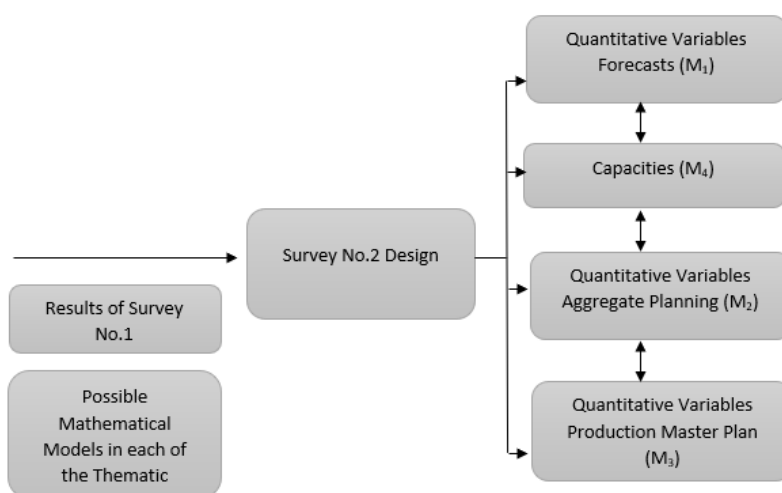 Quantitative Variables
Forecasts (M₁)
Capacities (M₄)
Survey No.2 Design
Quantitative Variables
Aggregate Planning (M₂)
Results of Survey
No.1
Possible
Mathematical
Models in each of
the Thematic
Quantitative Variables
Production Master Plan
(M₃)